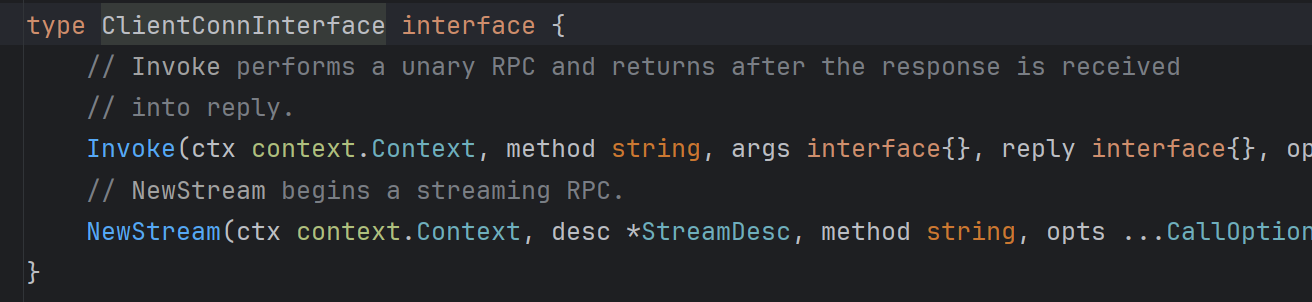 type ClientConnInterface interface {
// Invoke performs a unary RPC and returns after the response is received
// into reply.
Invoke(ctx context.Context, method string, args interface{}, reply interface{}, op
// NewStream begins a streaming RPC.
NewStream(ctx context.Context, desc *StreamDesc, method string, opts ...CallOption
}